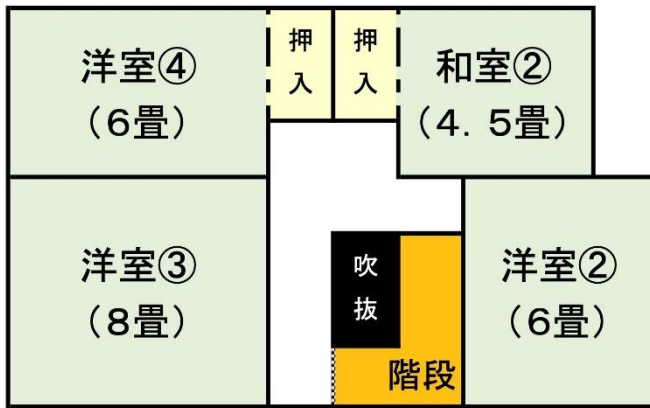 洋室④
（6畳）
押入
押入
和室②
（4．5畳）
洋室③
（8畳）
吹抜
階段
洋室②
（6畳）